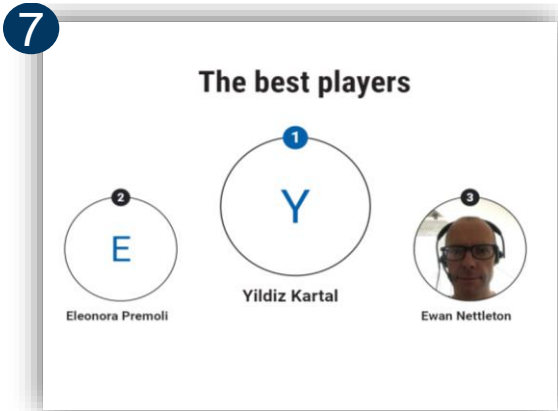 7
The best players
1
Y
Yildiz Kartal
2
E
Eleonora Premoli
3
Ewan Nettleton